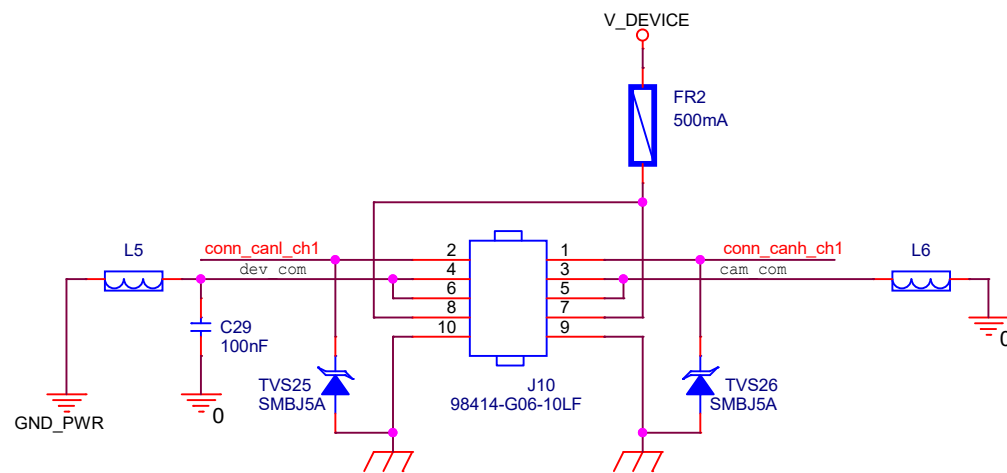 V_DEVICE
FR2
500mA
L5
conn_canl_ch1
2
1
conn_canh_ch1
L6
dev com
4
3
cam com
6
5
8
7
10
9
C29
100nF
0
TVS25
SMBJ5A
J10
98414-G06-10LF
TVS26
SMBJ5A
GND_PWR
0